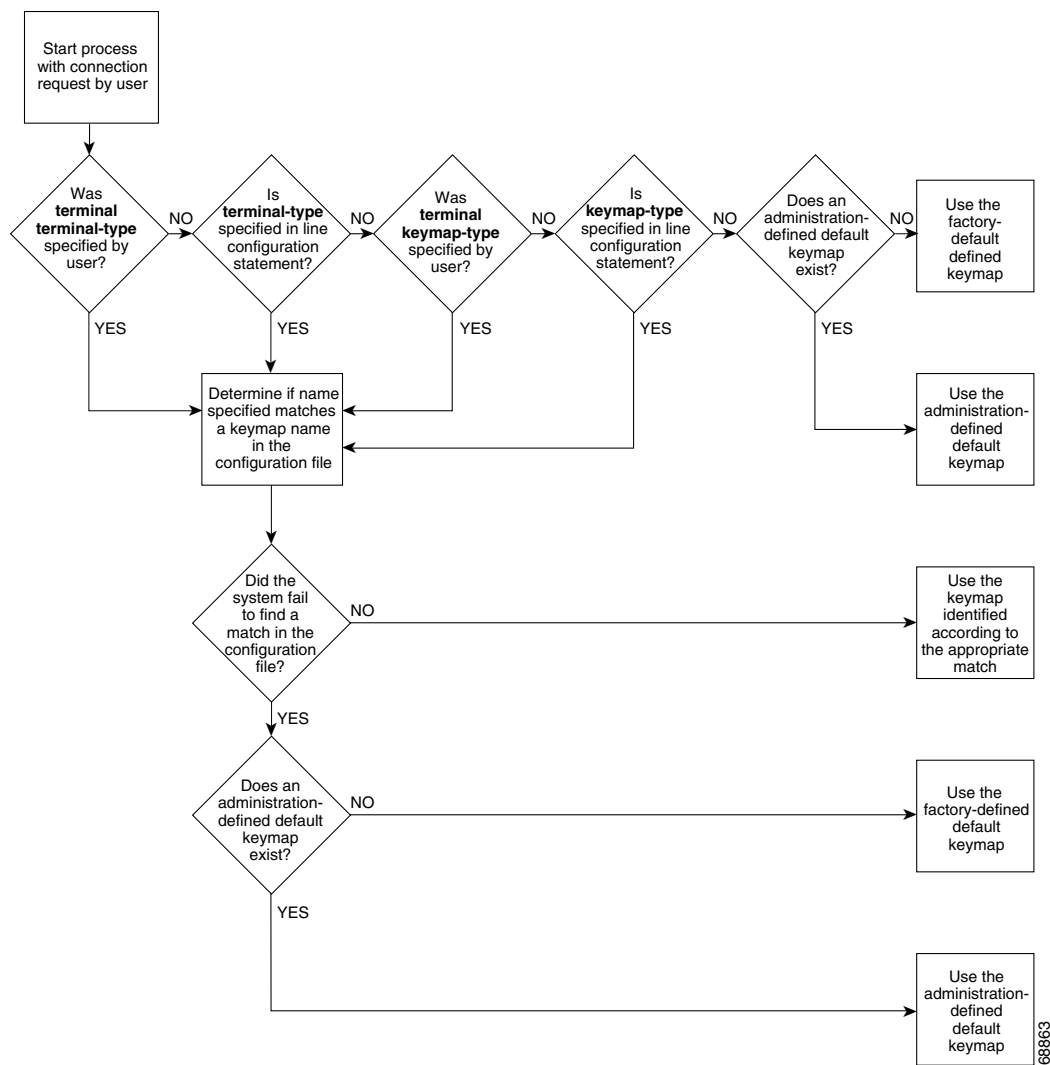 Start process
with connection
request by user
Was
terminal
terminal-type
specified by
user?
NO
YES
Is
terminal-type
specified in line
configuration
statement?
NO
YES
Was
terminal
keymap-type
specified by
user?
NO
YES
Is
keymap-type
specified in line
configuration
statement?
NO
YES
Does an
administration-
defined default
keymap
exist?
NO
YES
Use the
factory-
default
defined
keymap
Determine if name
specified matches
a keymap name
in the
configuration file
Use the
administration-
defined
default
keymap
Did the
system fail
to find a
match in the
configuration
file?
NO
YES
Use the
keymap
identified
according to
the appropriate
match
Does an
administration-
defined default
keymap
exist?
NO
YES
Use the
factory-defined
default
keymap
Use the
administration-
defined
default
keymap
68863